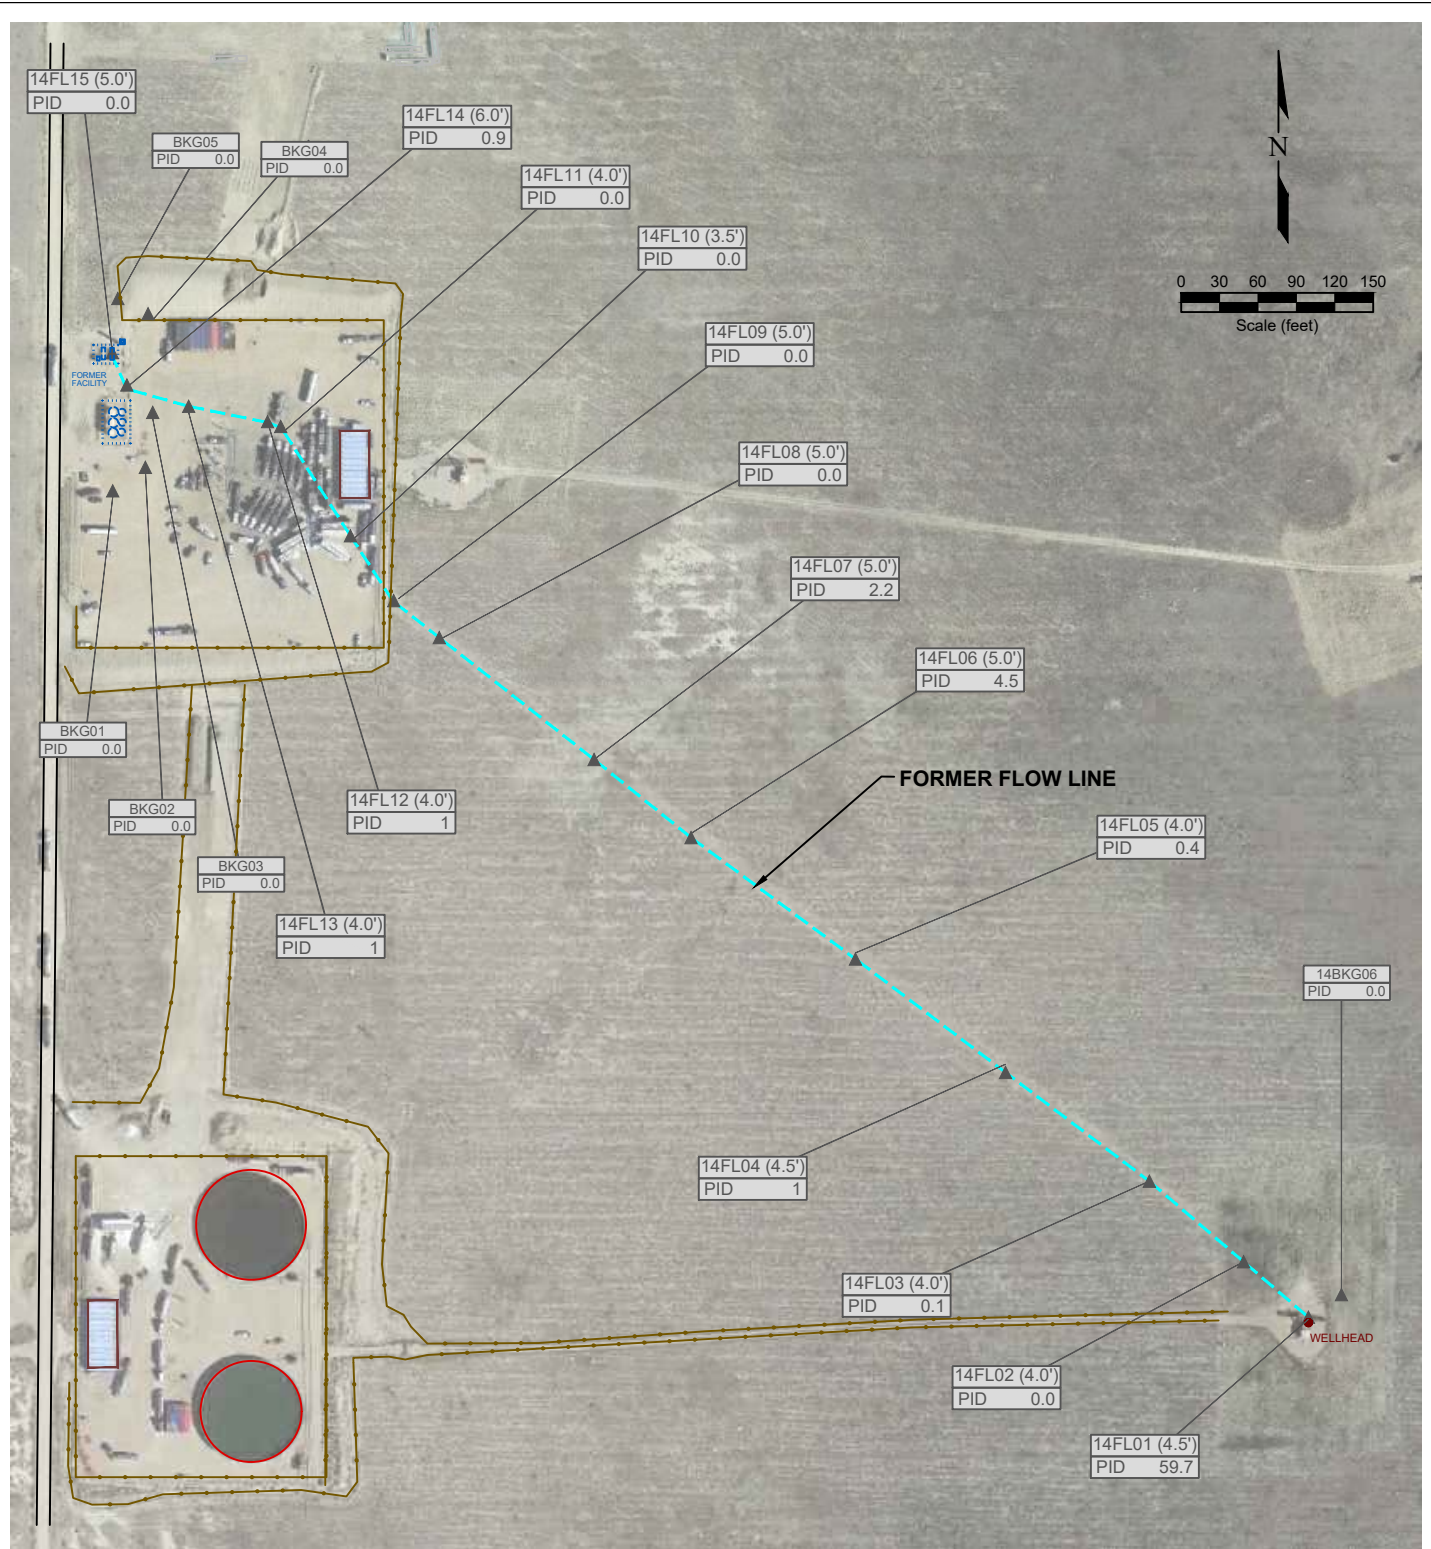 14FL15 (5.0')
PID 0.0
BKG05
PID 0.0
BKG04
PID 0.0
14FL14 (6.0')
PID 0.9
14FL11 (4.0')
PID 0.0
14FL10 (3.5')
PID 0.0
N
0 30 60 90 120 150
Scale (feet)
14FL09 (5.0')
PID 0.0
FORMER
FACILITY
14FL08 (5.0')
PID 0.0
14FL07 (5.0')
PID 2.2
14FL06 (5.0')
PID 4.5
BKG01
PID 0.0
FORMER FLOW LINE
BKG02
PID 0.0
14FL12 (4.0')
PID 1
14FL05 (4.0')
PID 0.4
BKG03
PID 0.0
14FL13 (4.0')
PID 1
14BKG06
PID 0.0
14FL04 (4.5')
PID 1
14FL03 (4.0')
PID 0.1
WELLHEAD
14FL02 (4.0')
PID 0.0
14FL01 (4.5')
PID 59.7